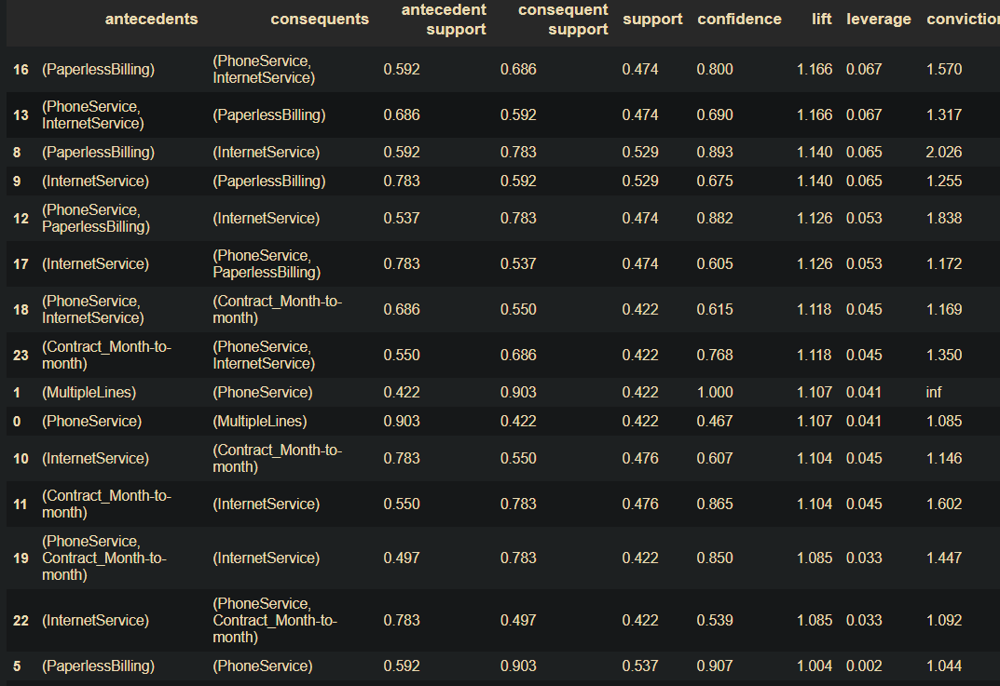 antecedents consequents antecedent support consequent support support confidence lift leverage conviction
16 (PaperlessBilling) (PhoneService, InternetService) 0.592 0.686 0.474 0.800 1.166 0.067 1.570
13 (PhoneService, InternetService) (PaperlessBilling) 0.686 0.592 0.474 0.690 1.166 0.067 1.317
8 (PaperlessBilling) (InternetService) 0.592 0.783 0.529 0.893 1.140 0.065 2.026
9 (InternetService) (PaperlessBilling) 0.783 0.592 0.529 0.675 1.140 0.065 1.255
12 (PhoneService, PaperlessBilling) (InternetService) 0.537 0.783 0.474 0.882 1.126 0.053 1.838
17 (InternetService) (PhoneService, PaperlessBilling) 0.783 0.537 0.474 0.605 1.126 0.053 1.172
18 (PhoneService, InternetService) (Contract_Month-to-month) 0.686 0.550 0.422 0.615 1.118 0.045 1.169
23 (Contract_Month-to-month) (PhoneService, InternetService) 0.550 0.686 0.422 0.768 1.118 0.045 1.350
1 (MultipleLines) (PhoneService) 0.422 0.903 0.422 1.000 1.107 0.041 inf
0 (PhoneService) (MultipleLines) 0.903 0.422 0.422 0.467 1.107 0.041 1.085
10 (InternetService) (Contract_Month-to-month) 0.783 0.550 0.476 0.607 1.104 0.045 1.146
11 (Contract_Month-to-month) (InternetService) 0.550 0.783 0.476 0.865 1.104 0.045 1.602
19 (PhoneService, Contract_Month-to-month) (InternetService) 0.497 0.783 0.422 0.850 1.085 0.033 1.447
22 (InternetService) (PhoneService, Contract_Month-to-month) 0.783 0.497 0.422 0.539 1.085 0.033 1.092
5 (PaperlessBilling) (PhoneService) 0.592 0.903 0.537 0.907 1.004 0.002 1.044